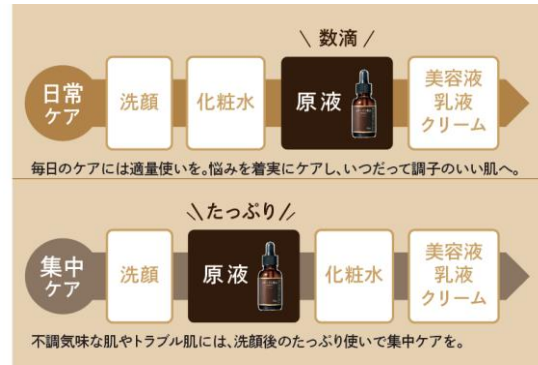 数滴
日常
ケア
洗顔
化粧水
原液
美容液
乳液
クリーム
毎日のケアには適量使いを。悩みを着実にケアし、いつだって調子のいい肌へ。
たっぷり
集中
ケア
洗顔
原液
化粧水
美容液
乳液
クリーム
不調気味な肌やトラブル肌には、洗顔後のたっぷり使いで集中ケアを。